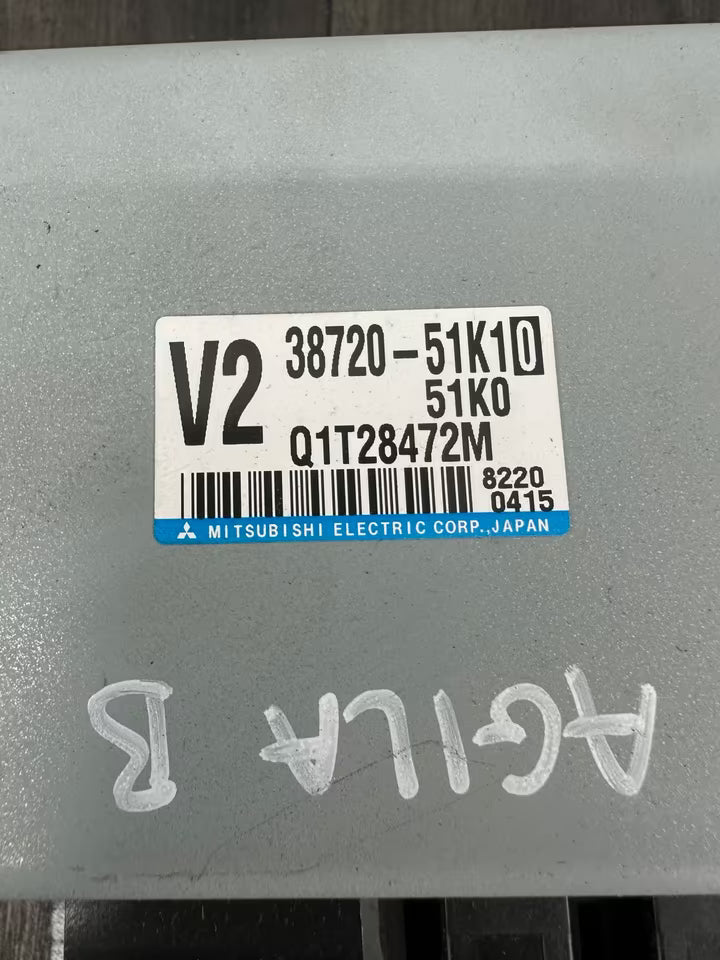 V2
38720-51K10
51K0
Q1T28472M
8220
0415
MITSUBISHI ELECTRIC CORP.,JAPAN
AGILA B